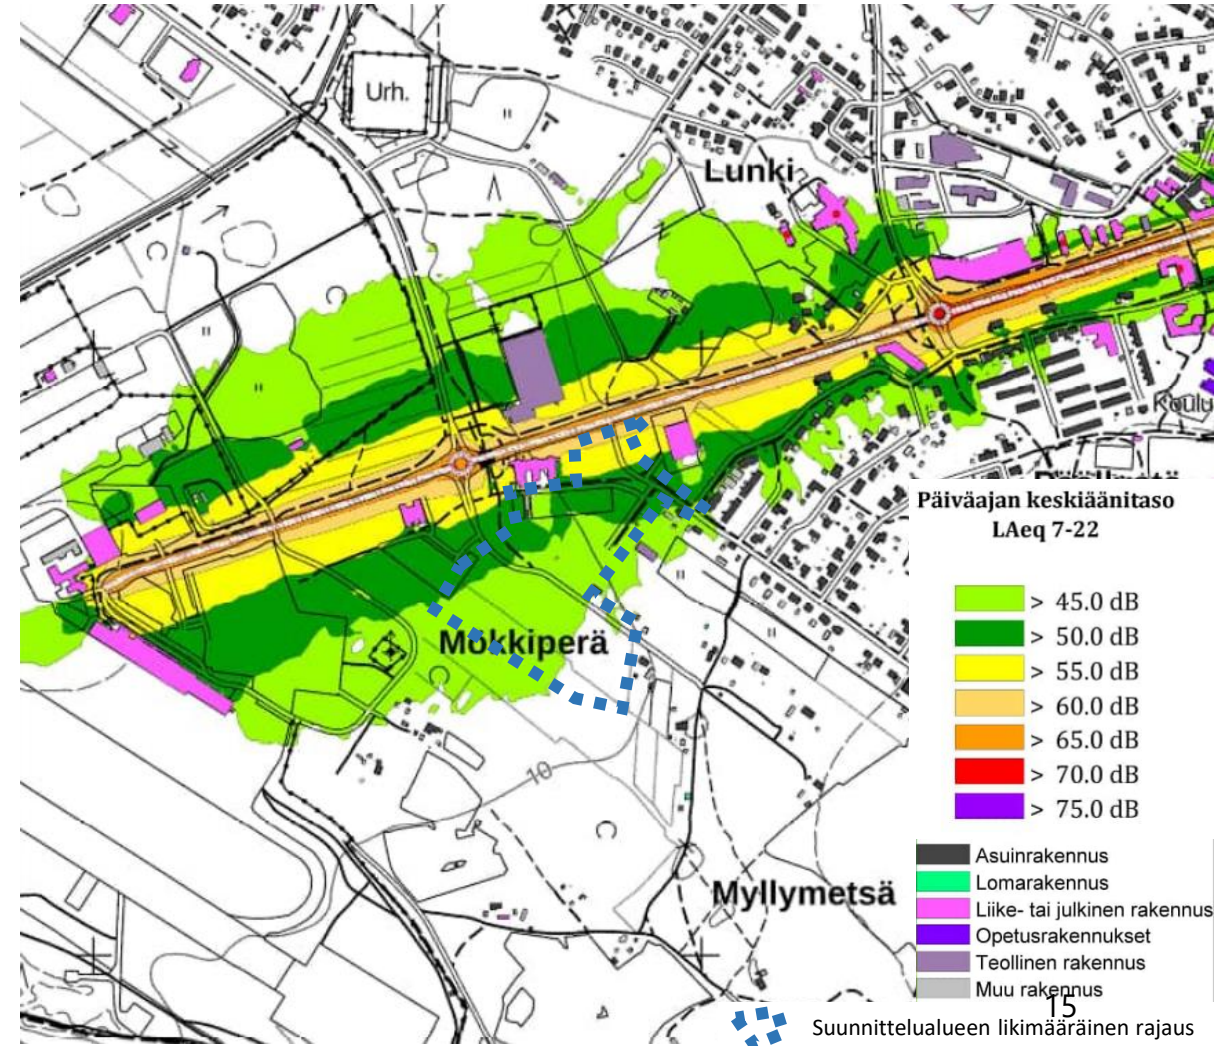 Urh.
Lunki
Koulu
Mökkiperä
10
Myllymetsä
Päiväajan keskiäänitaso
LAeq 7-22
> 45.0 dB
> 50.0 dB
> 55.0 dB
> 60.0 dB
> 65.0 dB
> 70.0 dB
> 75.0 dB
Asuinrakennus
Lomarakennus
Liike- tai julkinen rakennus
Opetusrakennukset
Teollinen rakennus
Muu rakennus
15
Suunnittelualueen likimääräinen rajaus